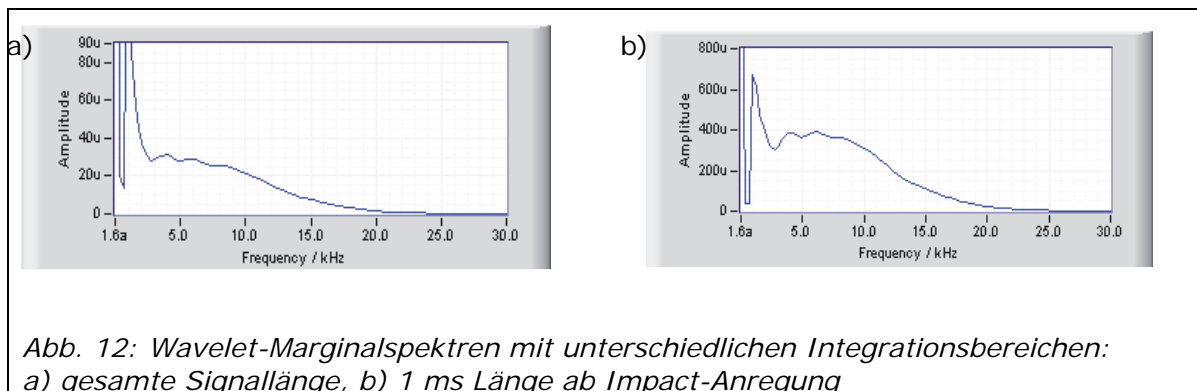 a)
90u
80u
60u
40u
20u
0
Amplitude
1.6a 5.0 10.0 15.0 20.0 25.0 30.0
Frequency / kHz
b)
800u
600u
400u
200u
0
Amplitude
1.6a 5.0 10.0 15.0 20.0 25.0 30.0
Frequency / kHz
Abb. 12: Wavelet-Marginalspektren mit unterschiedlichen Integrationsbereichen:
a) gesamte Signallänge, b) 1 ms Länge ab Impact-Anregung